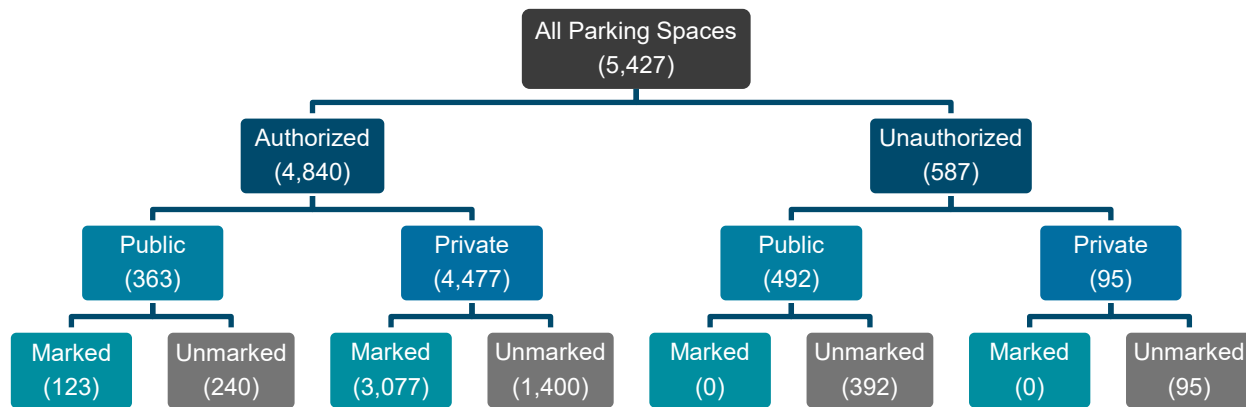 All Parking Spaces
(5,427)
Authorized
(4,840)
Unauthorized
(587)
Public
(363)
Private
(4,477)
Public
(492)
Private
(95)
Marked
(123)
Unmarked
(240)
Marked
(3,077)
Unmarked
(1,400)
Marked
(0)
Unmarked
(392)
Marked
(0)
Unmarked
(95)